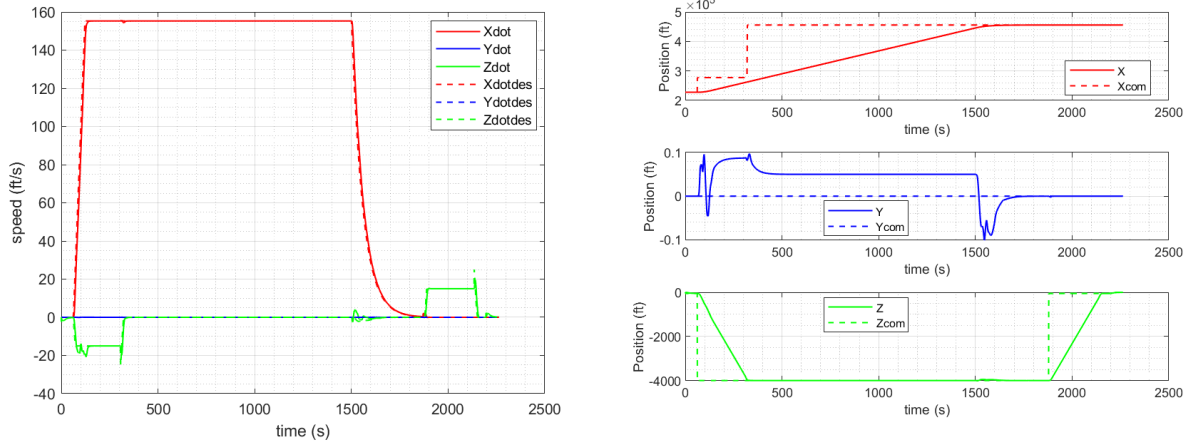 160
140
120
100
80
60
40
20
0
-20
-40
speed (ft/s)
0 500 1000 1500 2000 2500
time (s)
Xdot
Ydot
Zdot
Xdotdes
Ydotdes
Zdotdes
5
4
3
2
Position (ft)
0 500 1000 1500 2000 2500
time (s)
X
Xcom
0.1
0
-0.1
Position (ft)
0 500 1000 1500 2000 2500
time (s)
Y
Ycom
0
-2000
-4000
Position (ft)
0 500 1000 1500 2000 2500
time (s)
Z
Zcom